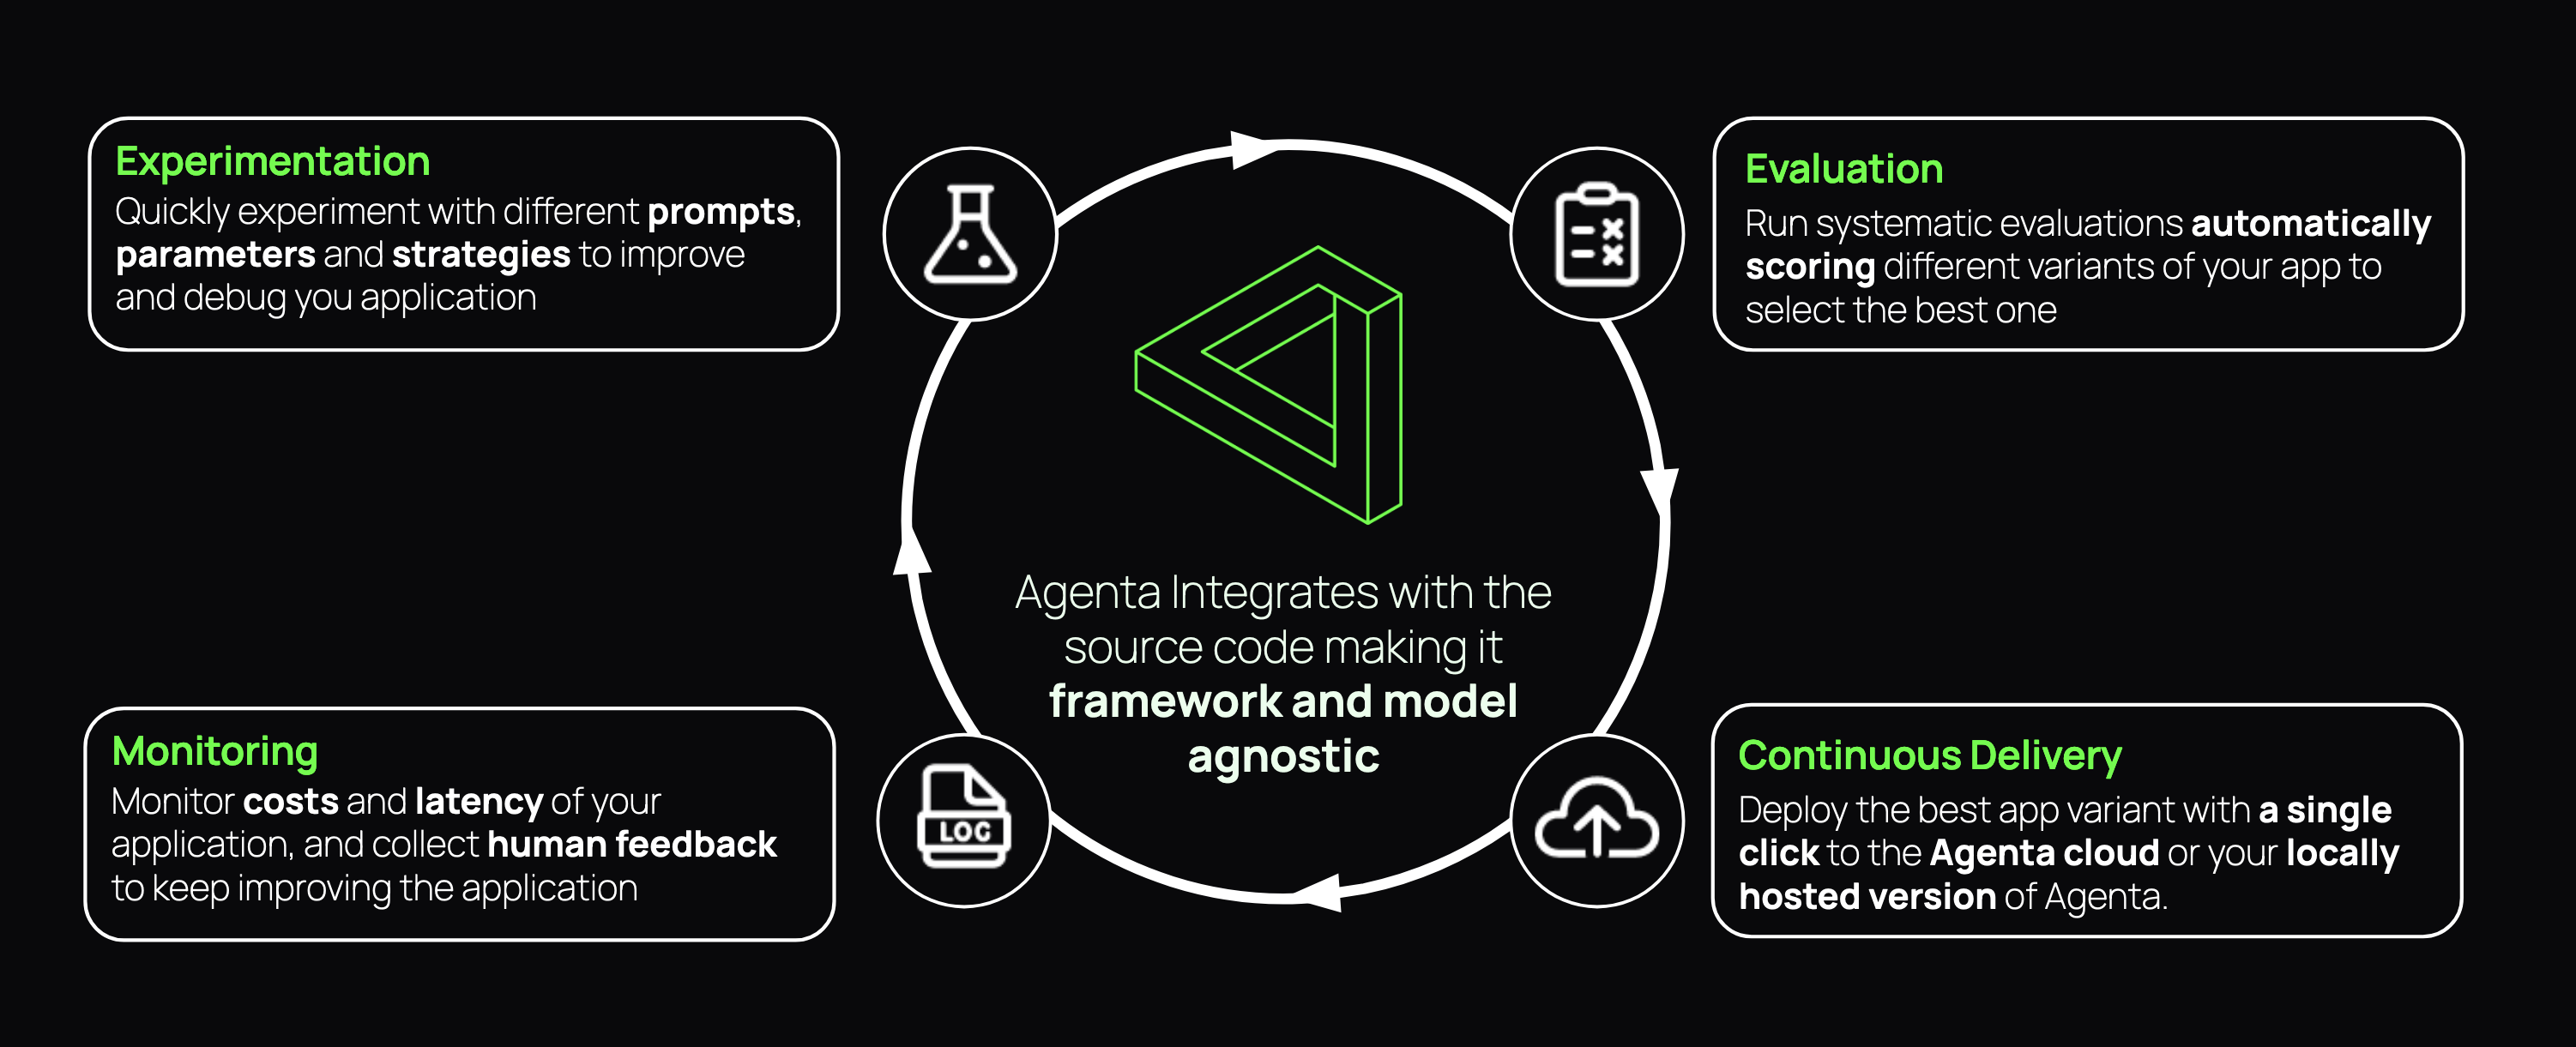 Experimentation
Quickly experiment with different prompts,
parameters and strategies to improve
and debug you application
Evaluation
Run systematic evaluations automatically
scoring different variants of your app to
select the best one
Agenta Integrates with the
source code making it
framework and model
agnostic
Monitoring
Monitor costs and latency of your
application, and collect human feedback
to keep improving the application
LOG
Continuous Delivery
Deploy the best app variant with a single
click to the Agenta cloud or your locally
hosted version of Agenta.